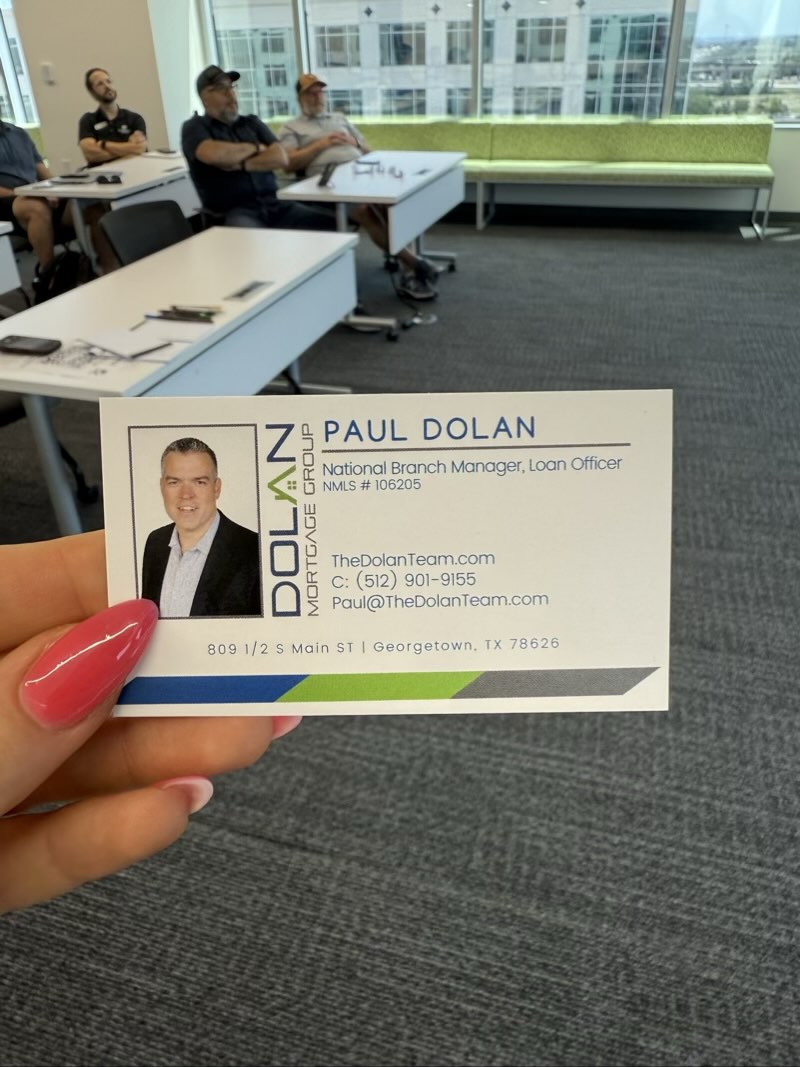 DOLAN
MORTGAGE GROUP
PAUL DOLAN
National Branch Manager, Loan Officer
NMLS # 106205
TheDolanTeam.com
C: (512) 901-9155
Paul@TheDolanTeam.com
809 1/2 S Main ST | Georgetown, TX 78626